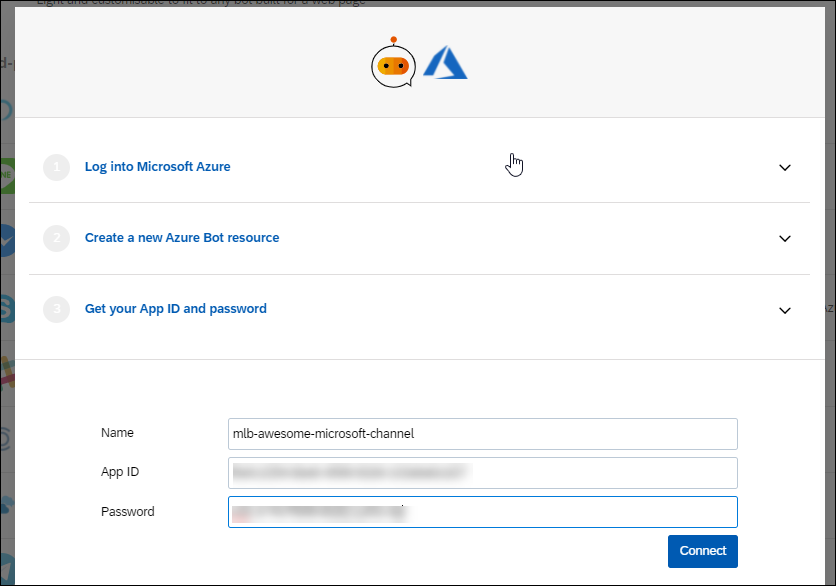 Light and customisable to fit to any bot built for a web page
1
Log into Microsoft Azure
2
Create a new Azure Bot resource
3
Get your App ID and password
Name
mlb-awesome-microsoft-channel
App ID
Password
Connect